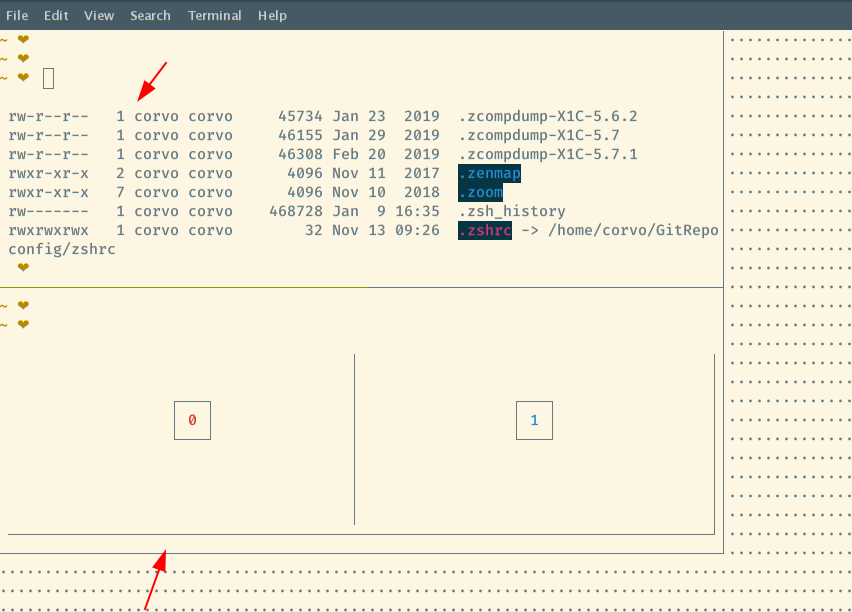 File Edit View Search Terminal Help
~ ❤
~ ❤
~ ❤
rw-r--r-- 1 corvo corvo 45734 Jan 23 2019 .zcompdump-X1C-5.6.2
rw-r--r-- 1 corvo corvo 46155 Jan 29 2019 .zcompdump-X1C-5.7
rw-r--r-- 1 corvo corvo 46308 Feb 20 2019 .zcompdump-X1C-5.7.1
rwxr-xr-x 2 corvo corvo 4096 Nov 11 2017 .zenmap
rwxr-xr-x 7 corvo corvo 4096 Nov 10 2018 .zoom
rw------- 1 corvo corvo 468728 Jan 9 16:35 .zsh_history
rwxrwxrwx 1 corvo corvo 32 Nov 13 09:26 .zshrc -> /home/corvo/GitRepo
config/zshrc
❤
~ ❤
~ ❤
0 1